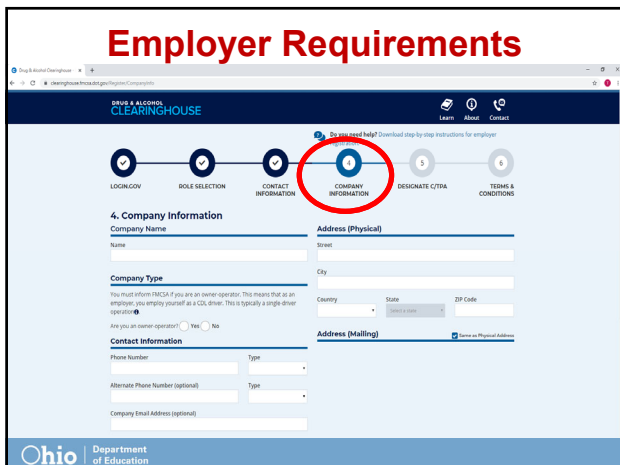 Employer Requirements
Drug & Alcohol Clearinghouse
clearinghouse.fmcsa.dot.gov/Register/CompanyInfo
DRUG & ALCOHOL
CLEARINGHOUSE
Learn About Contact
Do you need help? Download step-by-step instructions for employer
registration.
4 5 6
LOGIN.GOV ROLE SELECTION CONTACT INFORMATION COMPANY INFORMATION DESIGNATE C/TPA TERMS & CONDITIONS
4. Company Information
Company Name
Name
Company Type
You must inform FMCSA if you are an owner-operator. This means that as an
employer, you employ yourself as a CDL driver. This is typically a single-driver
operation
Are you an owner-operator? Yes No
Contact Information
Phone Number Type
Alternate Phone Number (optional) Type
Company Email Address (optional)
Address (Physical)
Street
City
Country State ZIP Code
Select a state
Address (Mailing) Same as Physical Address
Ohio Department
of Education